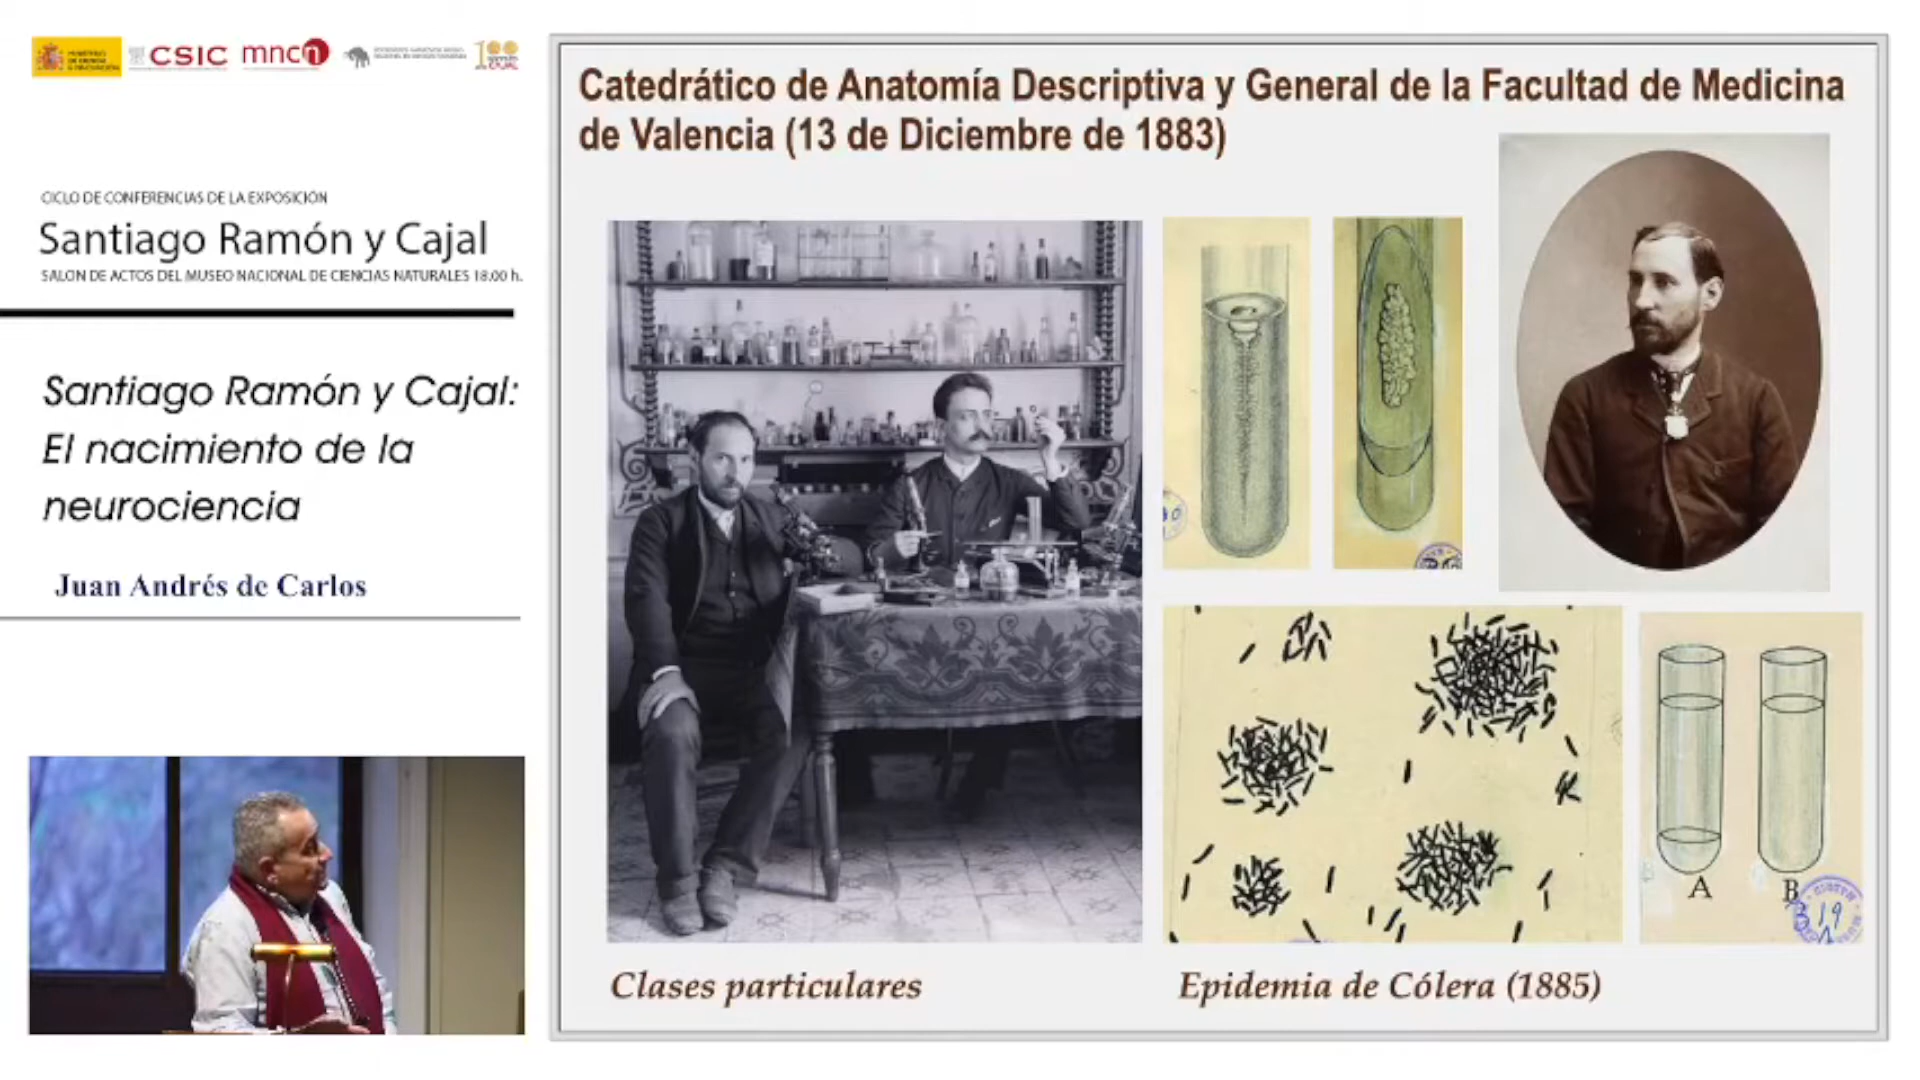 CSIC
mncn
CICLO DE CONFERENCIAS DE LA EXPOSICIÓN
Santiago Ramón y Cajal
SALON DE ACTOS DEL MUSEO NACIONAL DE CIENCIAS NATURALES 18.00 h.
Santiago Ramón y Cajal:
El nacimiento de la
neurociencia
Juan Andrés de Carlos
Catedrático de Anatomía Descriptiva y General de la Facultad de Medicina
de Valencia (13 de Diciembre de 1883)
A
B
19
Clases particulares
Epidemia de Cólera (1885)